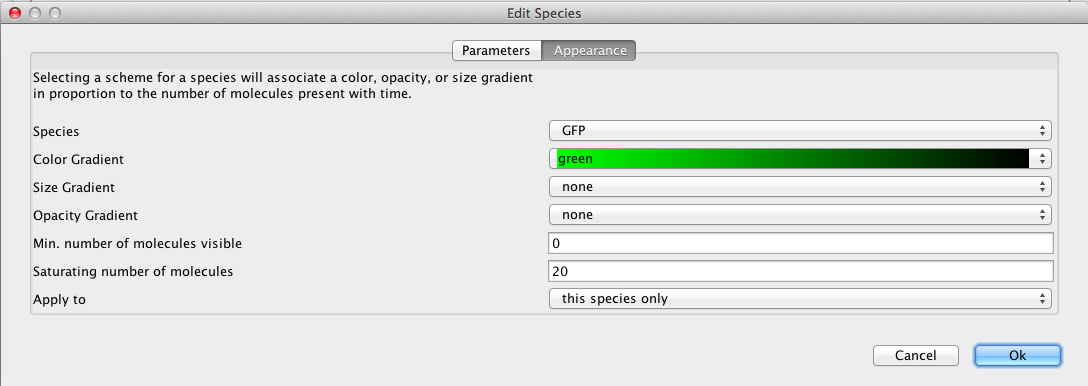 Edit Species
Parameters Appearance
Selecting a scheme for a species will associate a color, opacity, or size gradient
in proportion to the number of molecules present with time.
Species GFP
Color Gradient green
Size Gradient none
Opacity Gradient none
Min. number of molecules visible 0
Saturating number of molecules 20
Apply to this species only
Cancel Ok